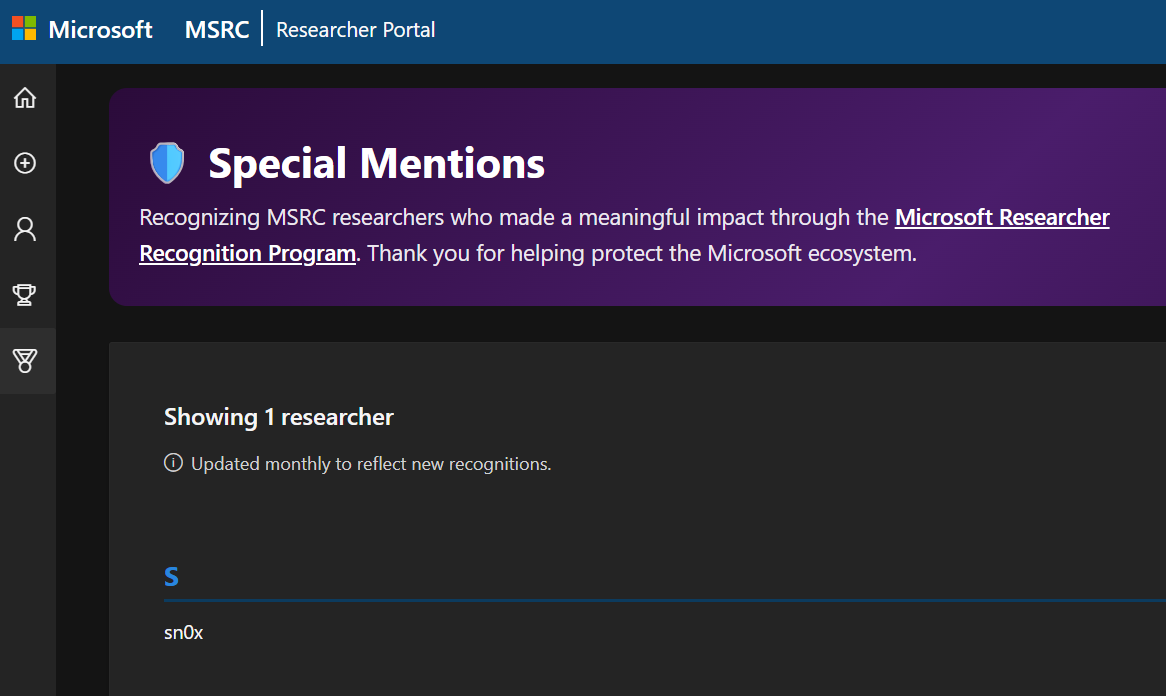 Microsoft MSRC Researcher Portal
Special Mentions
Recognizing MSRC researchers who made a meaningful impact through the Microsoft Researcher
Recognition Program. Thank you for helping protect the Microsoft ecosystem.
Showing 1 researcher
Updated monthly to reflect new recognitions.
S
sn0x